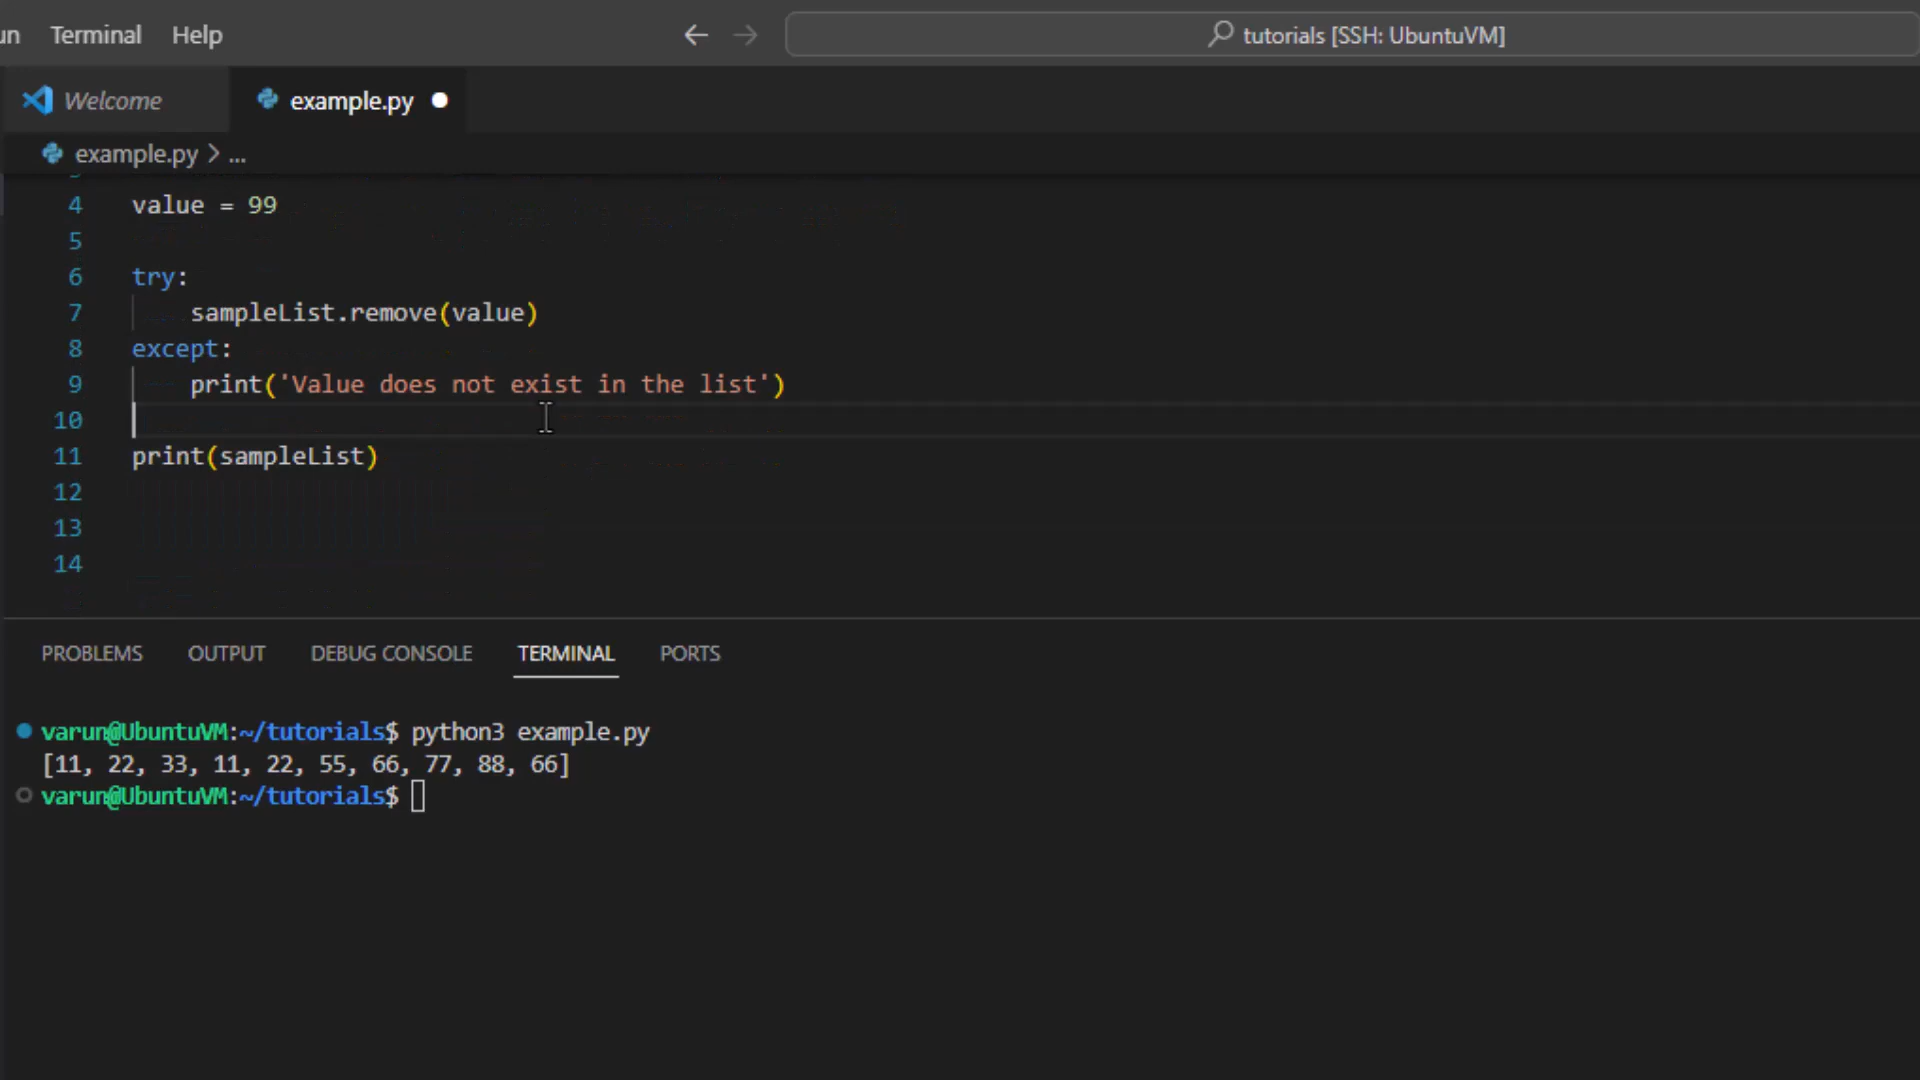 un Terminal Help tutorials [SSH: UbuntuVM]
Welcome example.py
example.py > ...
4 value = 99
5
6 try:
7 sampleList.remove(value)
8 except:
9 print('Value does not exist in the list')
10
11 print(sampleList)
12
13
14
PROBLEMS OUTPUT DEBUG CONSOLE TERMINAL PORTS
varun@UbuntuVM:~/tutorials$ python3 example.py
[11, 22, 33, 11, 22, 55, 66, 77, 88, 66]
varun@UbuntuVM:~/tutorials$